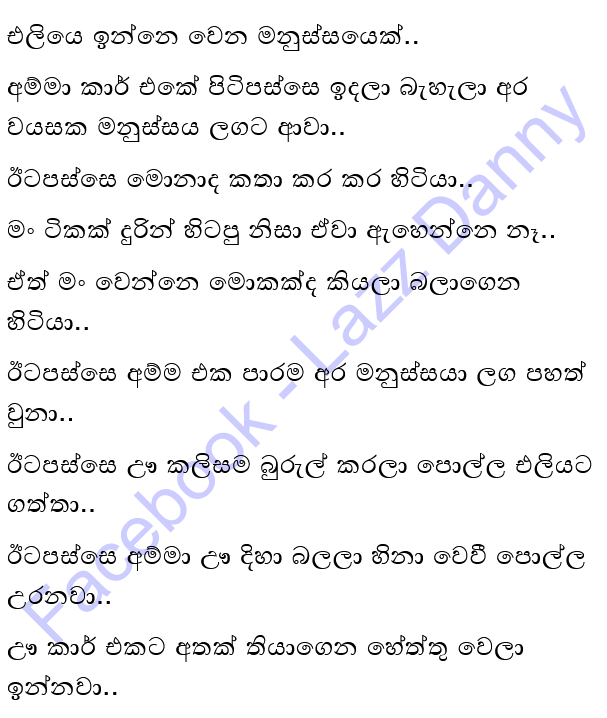 එලියෙ ඉන්නෙ වෙන මනුස්සයෙක්..
අම්මා කාර් එකේ පිටිපස්සෙ ඉඳලා බැහැලා අර
වයසක මනුස්සය ලගට ආවා..
ඊටපස්සෙ මොනාද කතා කර කර හිටියා..
මං ටිකක් දුරින් හිටපු නිසා ඒවා ඇහෙන්නෙ නෑ..
ඒත් මං වෙන්නෙ මොකක්ද කියලා බලාගෙන
හිටියා..
ඊටපස්සෙ අම්ම එක පාරම අර මනුස්සයා ලග පහත්
වුනා..
ඊටපස්සෙ ඌ කලිසම බුරුල් කරලා පොල්ල එලියට
ගත්තා..
ඊටපස්සෙ අම්මා ඌ දිහා බලලා හිනා වෙවී පොල්ල
උරනවා..
ඌ කාර් එකට අතක් තියාගෙන හේත්තු වෙලා
ඉන්නවා..
Facebook - Lazz Danny